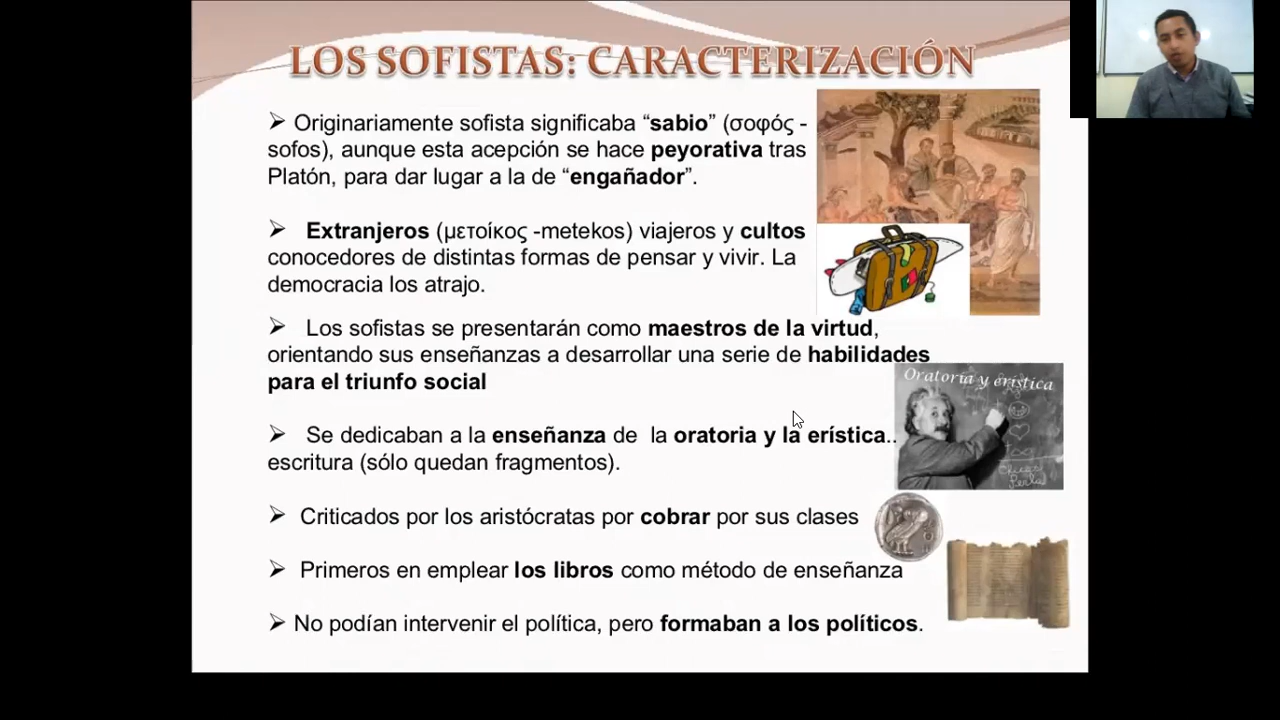 LOS SOFISTAS: CARACTERIZACIÓN
➢ Originariamente sofista significaba “sabio” (σοφός -
sofos), aunque esta acepción se hace peyorativa tras
Platón, para dar lugar a la de “engañador”.
➢ Extranjeros (μετοίκος -metekos) viajeros y cultos
conocedores de distintas formas de pensar y vivir. La
democracia los atrajo.
➢ Los sofistas se presentarán como maestros de la virtud,
orientando sus enseñanzas a desarrollar una serie de habilidades
para el triunfo social
Oratoria y erística
➢ Se dedicaban a la enseñanza de la oratoria y la erística..
escritura (sólo quedan fragmentos).
➢ Criticados por los aristócratas por cobrar por sus clases
➢ Primeros en emplear los libros como método de enseñanza
➢ No podían intervenir el política, pero formaban a los políticos.